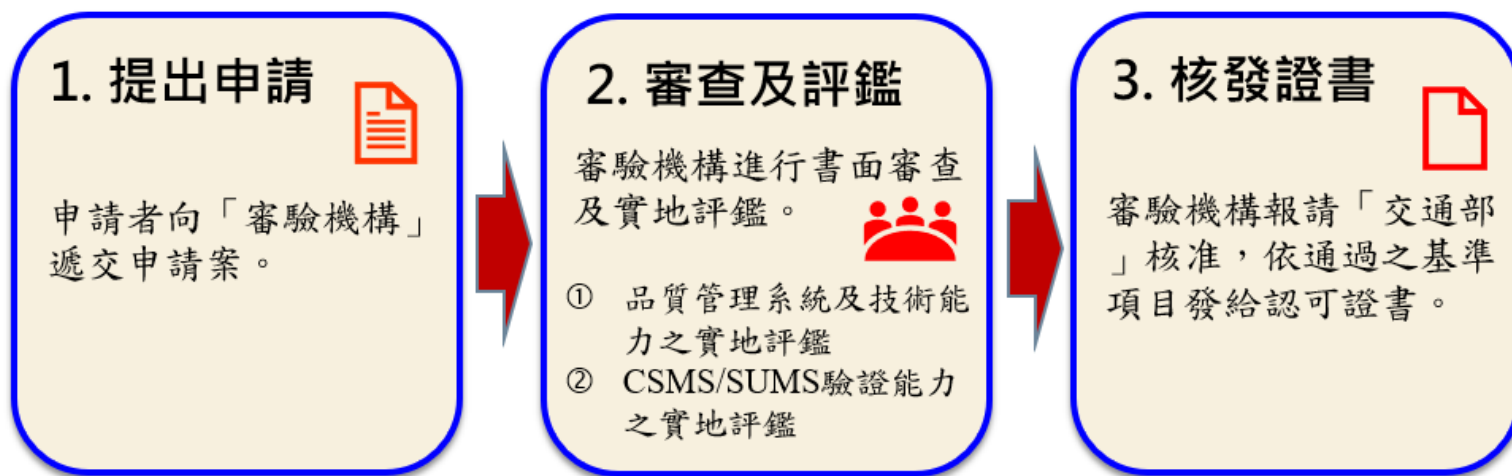 1. 提出申請
申請者向「審驗機構」
遞交申請案。
2. 審查及評鑑
審驗機構進行書面審查
及實地評鑑。
① 品質管理系統及技術能
力之實地評鑑
② CSMS/SUMS驗證能力
之實地評鑑
3. 核發證書
審驗機構報請「交通部
」核准，依通過之基準
項目發給認可證書。